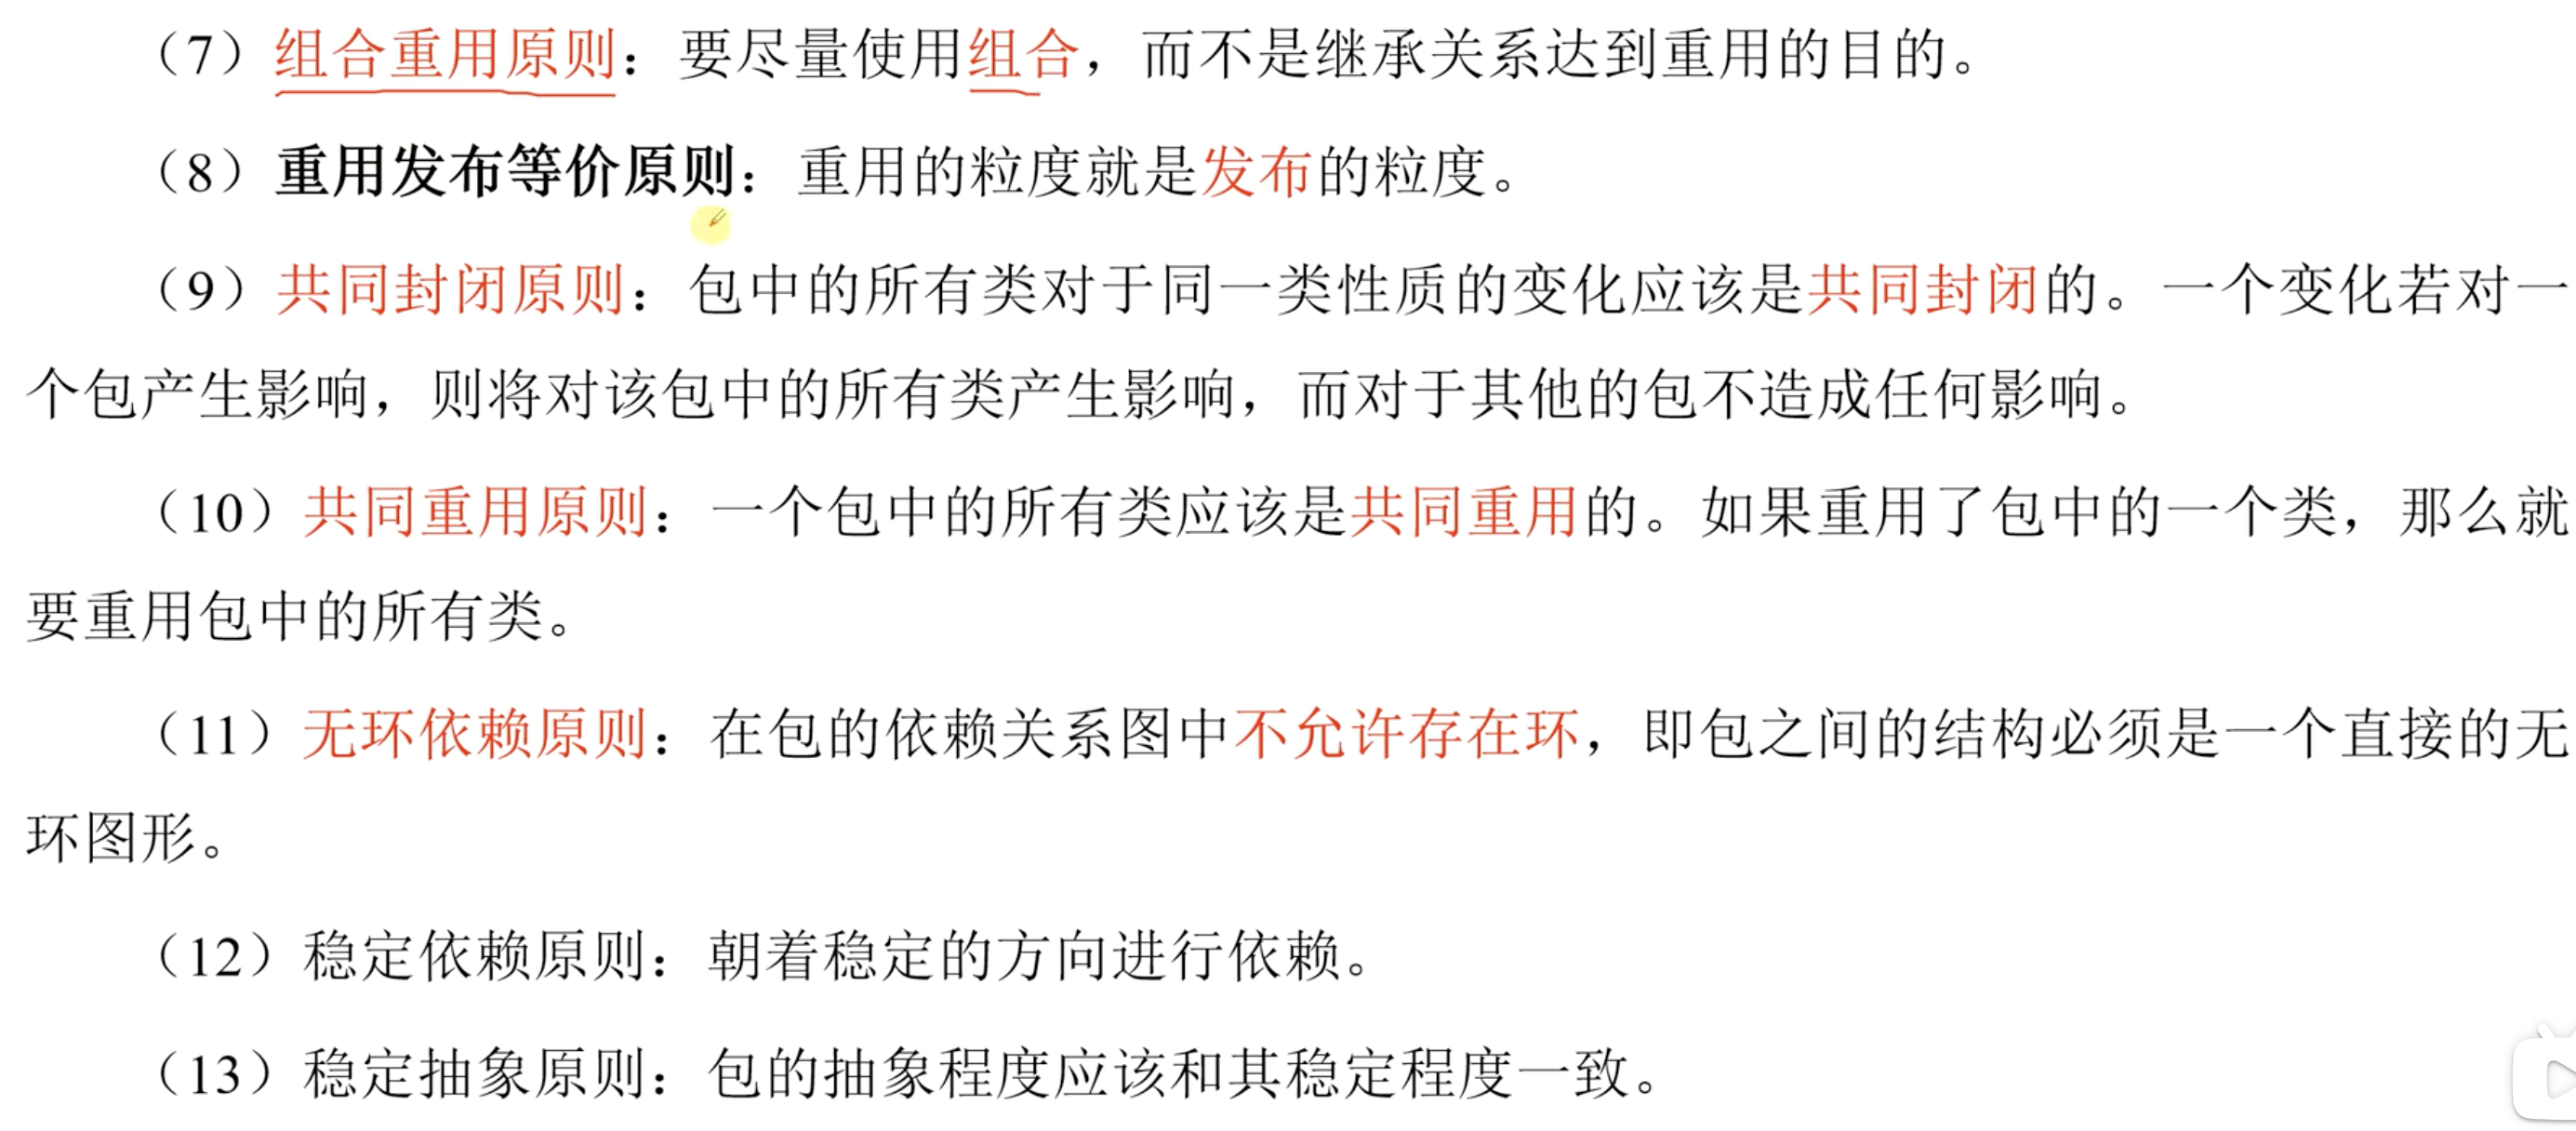 （7）组合重用原则：要尽量使用组合，而不是继承关系达到重用的目的。
（8）重用发布等价原则：重用的粒度就是发布的粒度。
（9）共同封闭原则：包中的所有类对于同一类性质的变化应该是共同封闭的。一个变化若对一
个包产生影响，则将对该包中的所有类产生影响，而对于其他的包不造成任何影响。
（10）共同重用原则：一个包中的所有类应该是共同重用的。如果重用了包中的一个类，那么就
要重用包中的所有类。
（11）无环依赖原则：在包的依赖关系图中不允许存在环，即包之间的结构必须是一个直接的无
环图形。
（12）稳定依赖原则：朝着稳定的方向进行依赖。
（13）稳定抽象原则：包的抽象程度应该和其稳定程度一致。